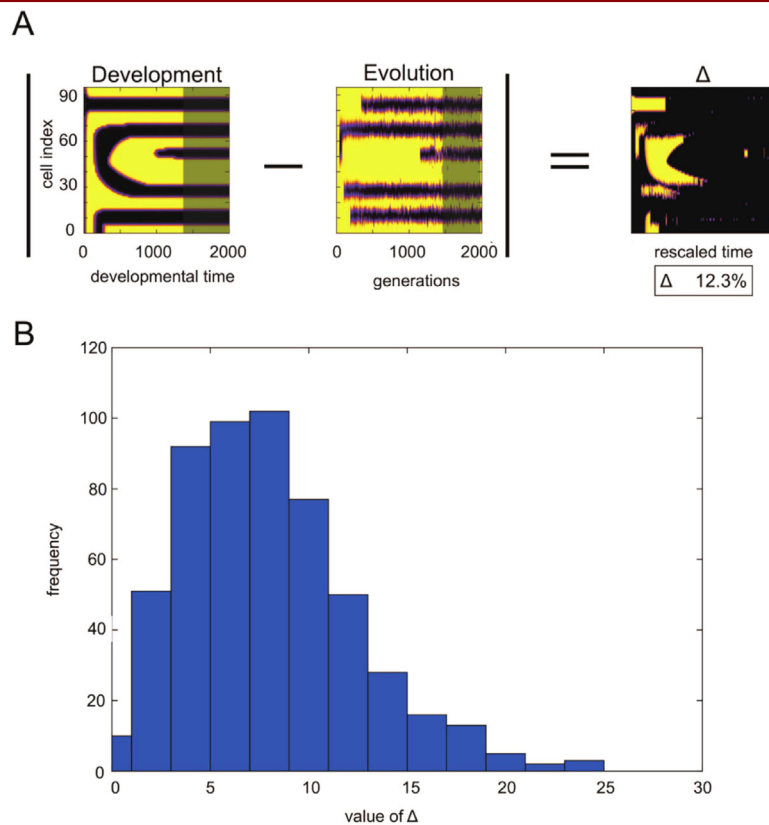 A
Development
Evolution
Δ
cell index
90
60
30
0
0 1000 2000
developmental time
0 1000 2000
generations
rescaled time
Δ 12.3%
B
frequency
120
100
80
60
40
20
0
0 5 10 15 20 25 30
value of Δ